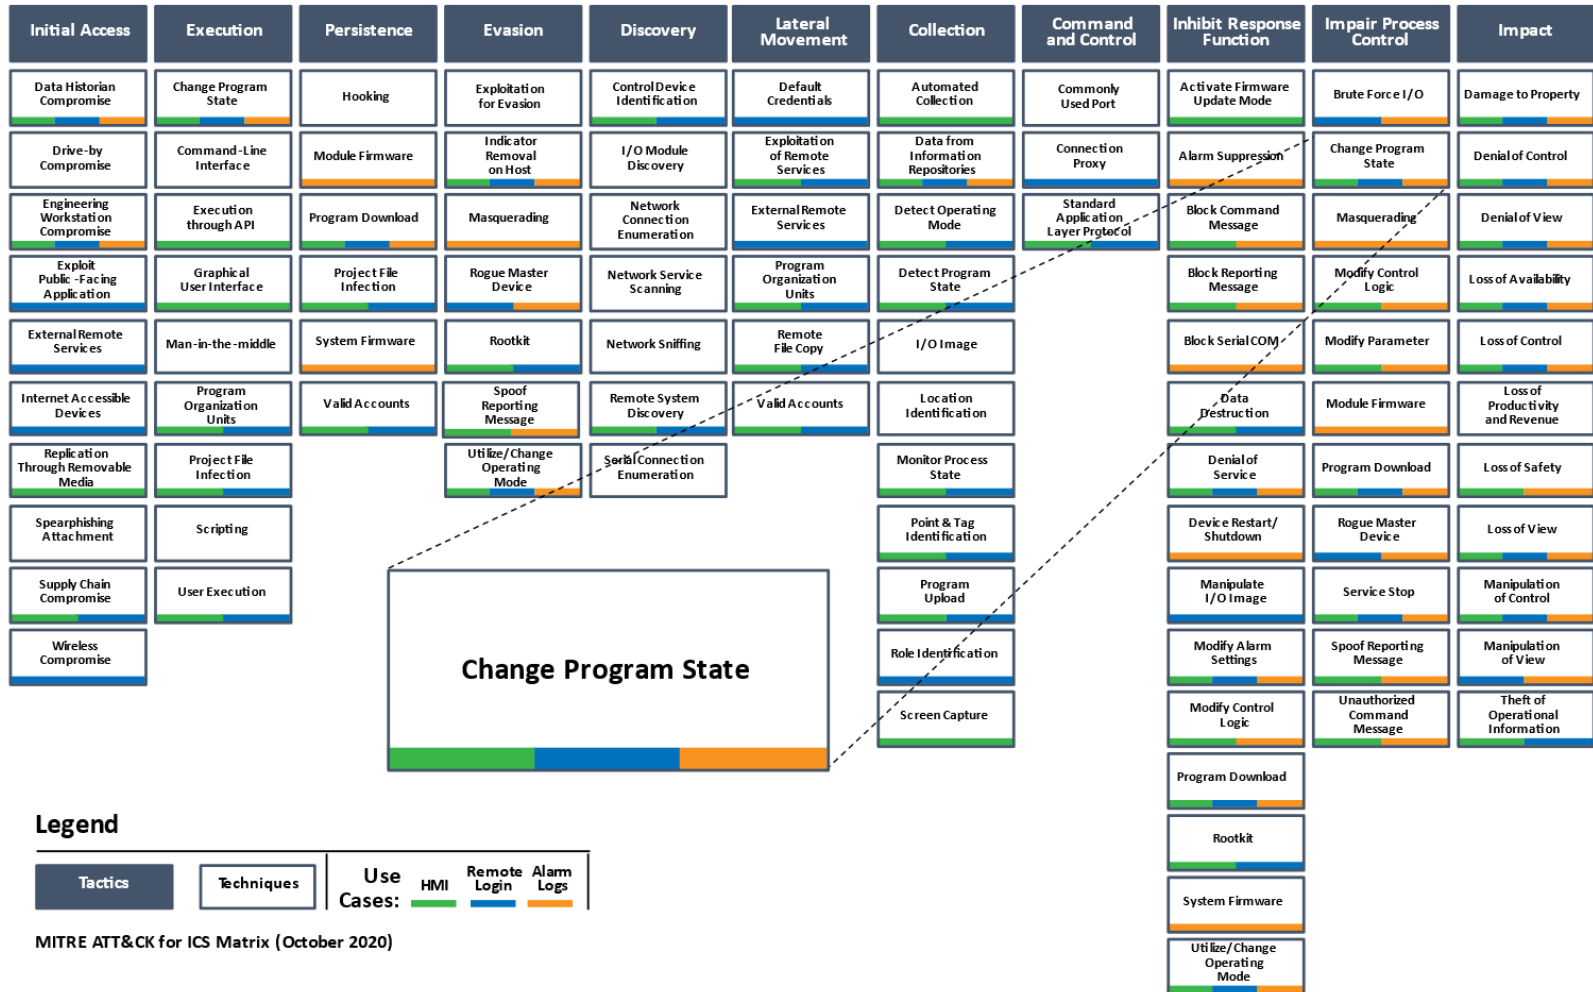 Initial Access
Execution
Persistence
Evasion
Discovery
Lateral
Movement
Collection
Command
and Control
Inhibit Response
Function
Impair Process
Control
Impact
Data Historian
Compromise
Drive-by
Compromise
Engineering
Workstation
Compromise
Exploit
Public -Facing
Application
External Remote
Services
Internet Accessible
Devices
Replication
Through Removable
Media
Spearphishing
Attachment
Supply Chain
Compromise
Wireless
Compromise
Change Program
State
Command -Line
Interface
Execution
through API
Graphical
User Interface
Man-in-the -middle
Program
Organization
Units
Project File
Infection
Scripting
User Execution
Hooking
Module Firmware
Program Download
Project File
Infection
System Firmware
Valid Accounts
Exploitation
for Evasion
Indicator
Removal
on Host
Masquerading
Rogue Master
Device
Rootkit
Spoof
Reporting
Message
Utilize/Change
Operating
Mode
Control Device
Identification
I/O Module
Discovery
Network
Connection
Enumeration
Network Service
Scanning
Network Sniffing
Remote System
Discovery
Serial Connection
Enumeration
Default
Credentials
Exploitation
of Remote
Services
External Remote
Services
Program
Organization
Units
Remote
File Copy
Valid Accounts
Automated
Collection
Data from
Information
Repositories
Detect Operating
Mode
Detect Program
State
I/O Image
Location
Identification
Monitor Process
State
Point & Tag
Identification
Program
Upload
Role Identification
Screen Capture
Commonly
Used Port
Connection
Proxy
Standard
Application
Layer Protocol
Activate Firmware
Update Mode
Alarm Suppression
Block Command
Message
Block Reporting
Message
Block Serial COM
Data
Destruction
Denial of
Service
Device Restart/
Shutdown
Manipulate
I/O Image
Modify Alarm
Settings
Modify Control
Logic
Program Download
Rootkit
System Firmware
Utilize/Change
Operating
Mode
Brute Force I/O
Change Program
State
Masquerading
Modify Control
Logic
Modify Parameter
Module Firmware
Program Download
Rogue Master
Device
Service Stop
Spoof Reporting
Message
Unauthorized
Command
Message
Damage to Property
Denial of Control
Denial of View
Loss of Availability
Loss of Control
Loss of
Productivity
and Revenue
Loss of Safety
Loss of View
Manipulation
of Control
Manipulation
of View
Theft of
Operational
Information
Change Program State
Legend
Tactics
Techniques
Use
Cases:
HMI
Remote
Login
Alarm
Logs
MITRE ATT&CK for ICS Matrix (October 2020)